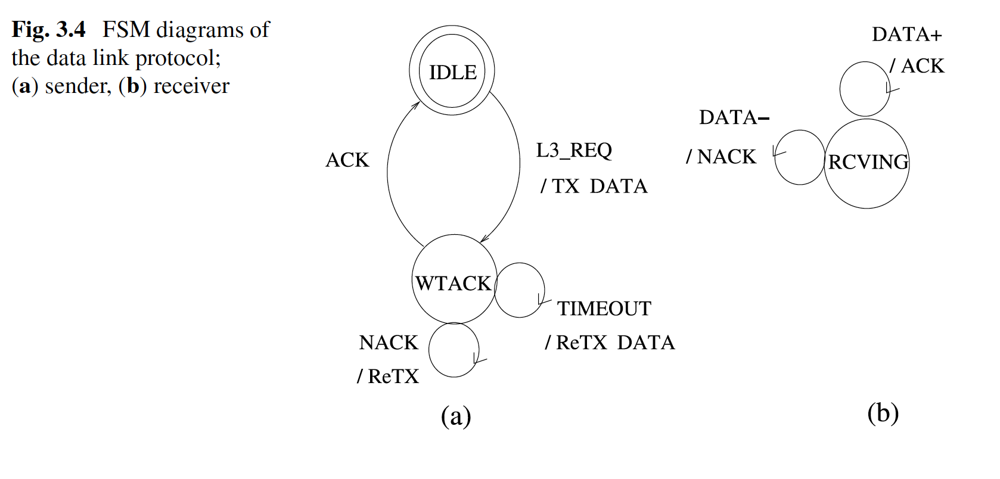 Fig. 3.4 FSM diagrams of
the data link protocol;
(a) sender, (b) receiver
IDLE
ACK
L3_REQ
/ TX DATA
WTACK
TIMEOUT
/ ReTX DATA
NACK
/ ReTX
(a)
DATA+
/ ACK
DATA−
/ NACK
RCVING
(b)